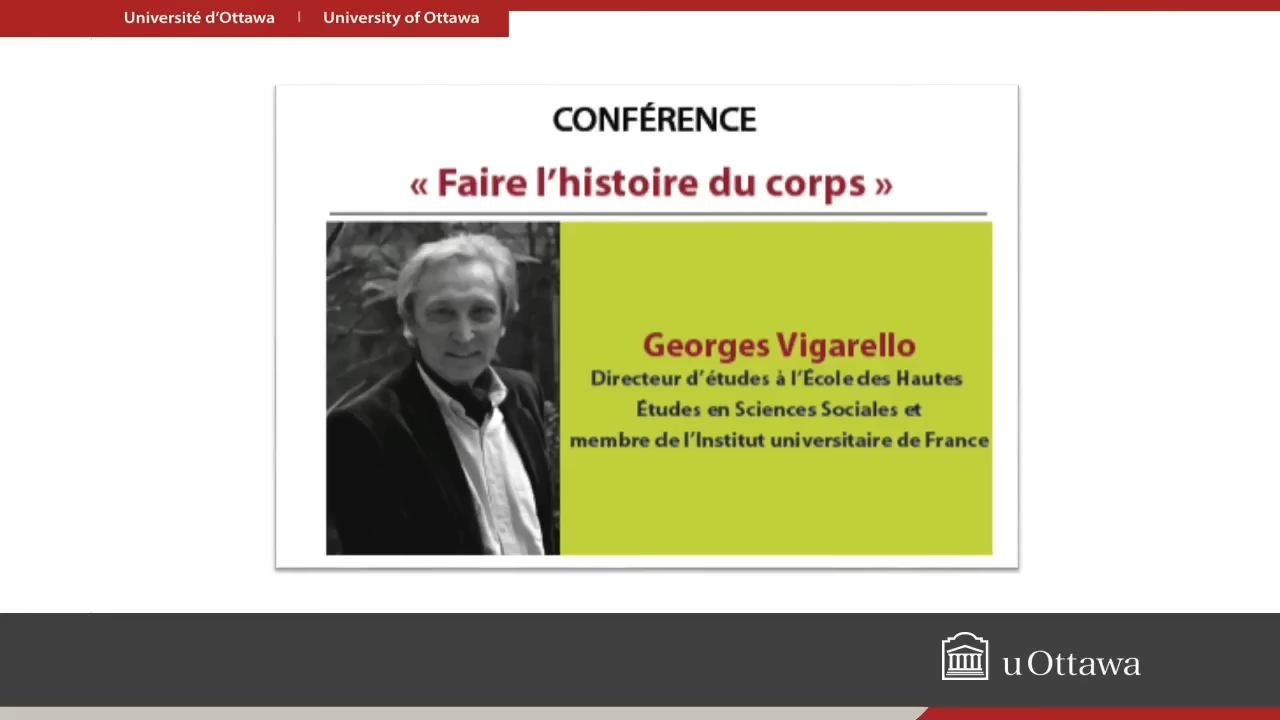 Université d'Ottawa | University of Ottawa
CONFÉRENCE
« Faire l'histoire du corps »
Georges Vigarello
Directeur d'études à l'École des Hautes
Études en Sciences Sociales et
membre de l'Institut universitaire de France
uOttawa